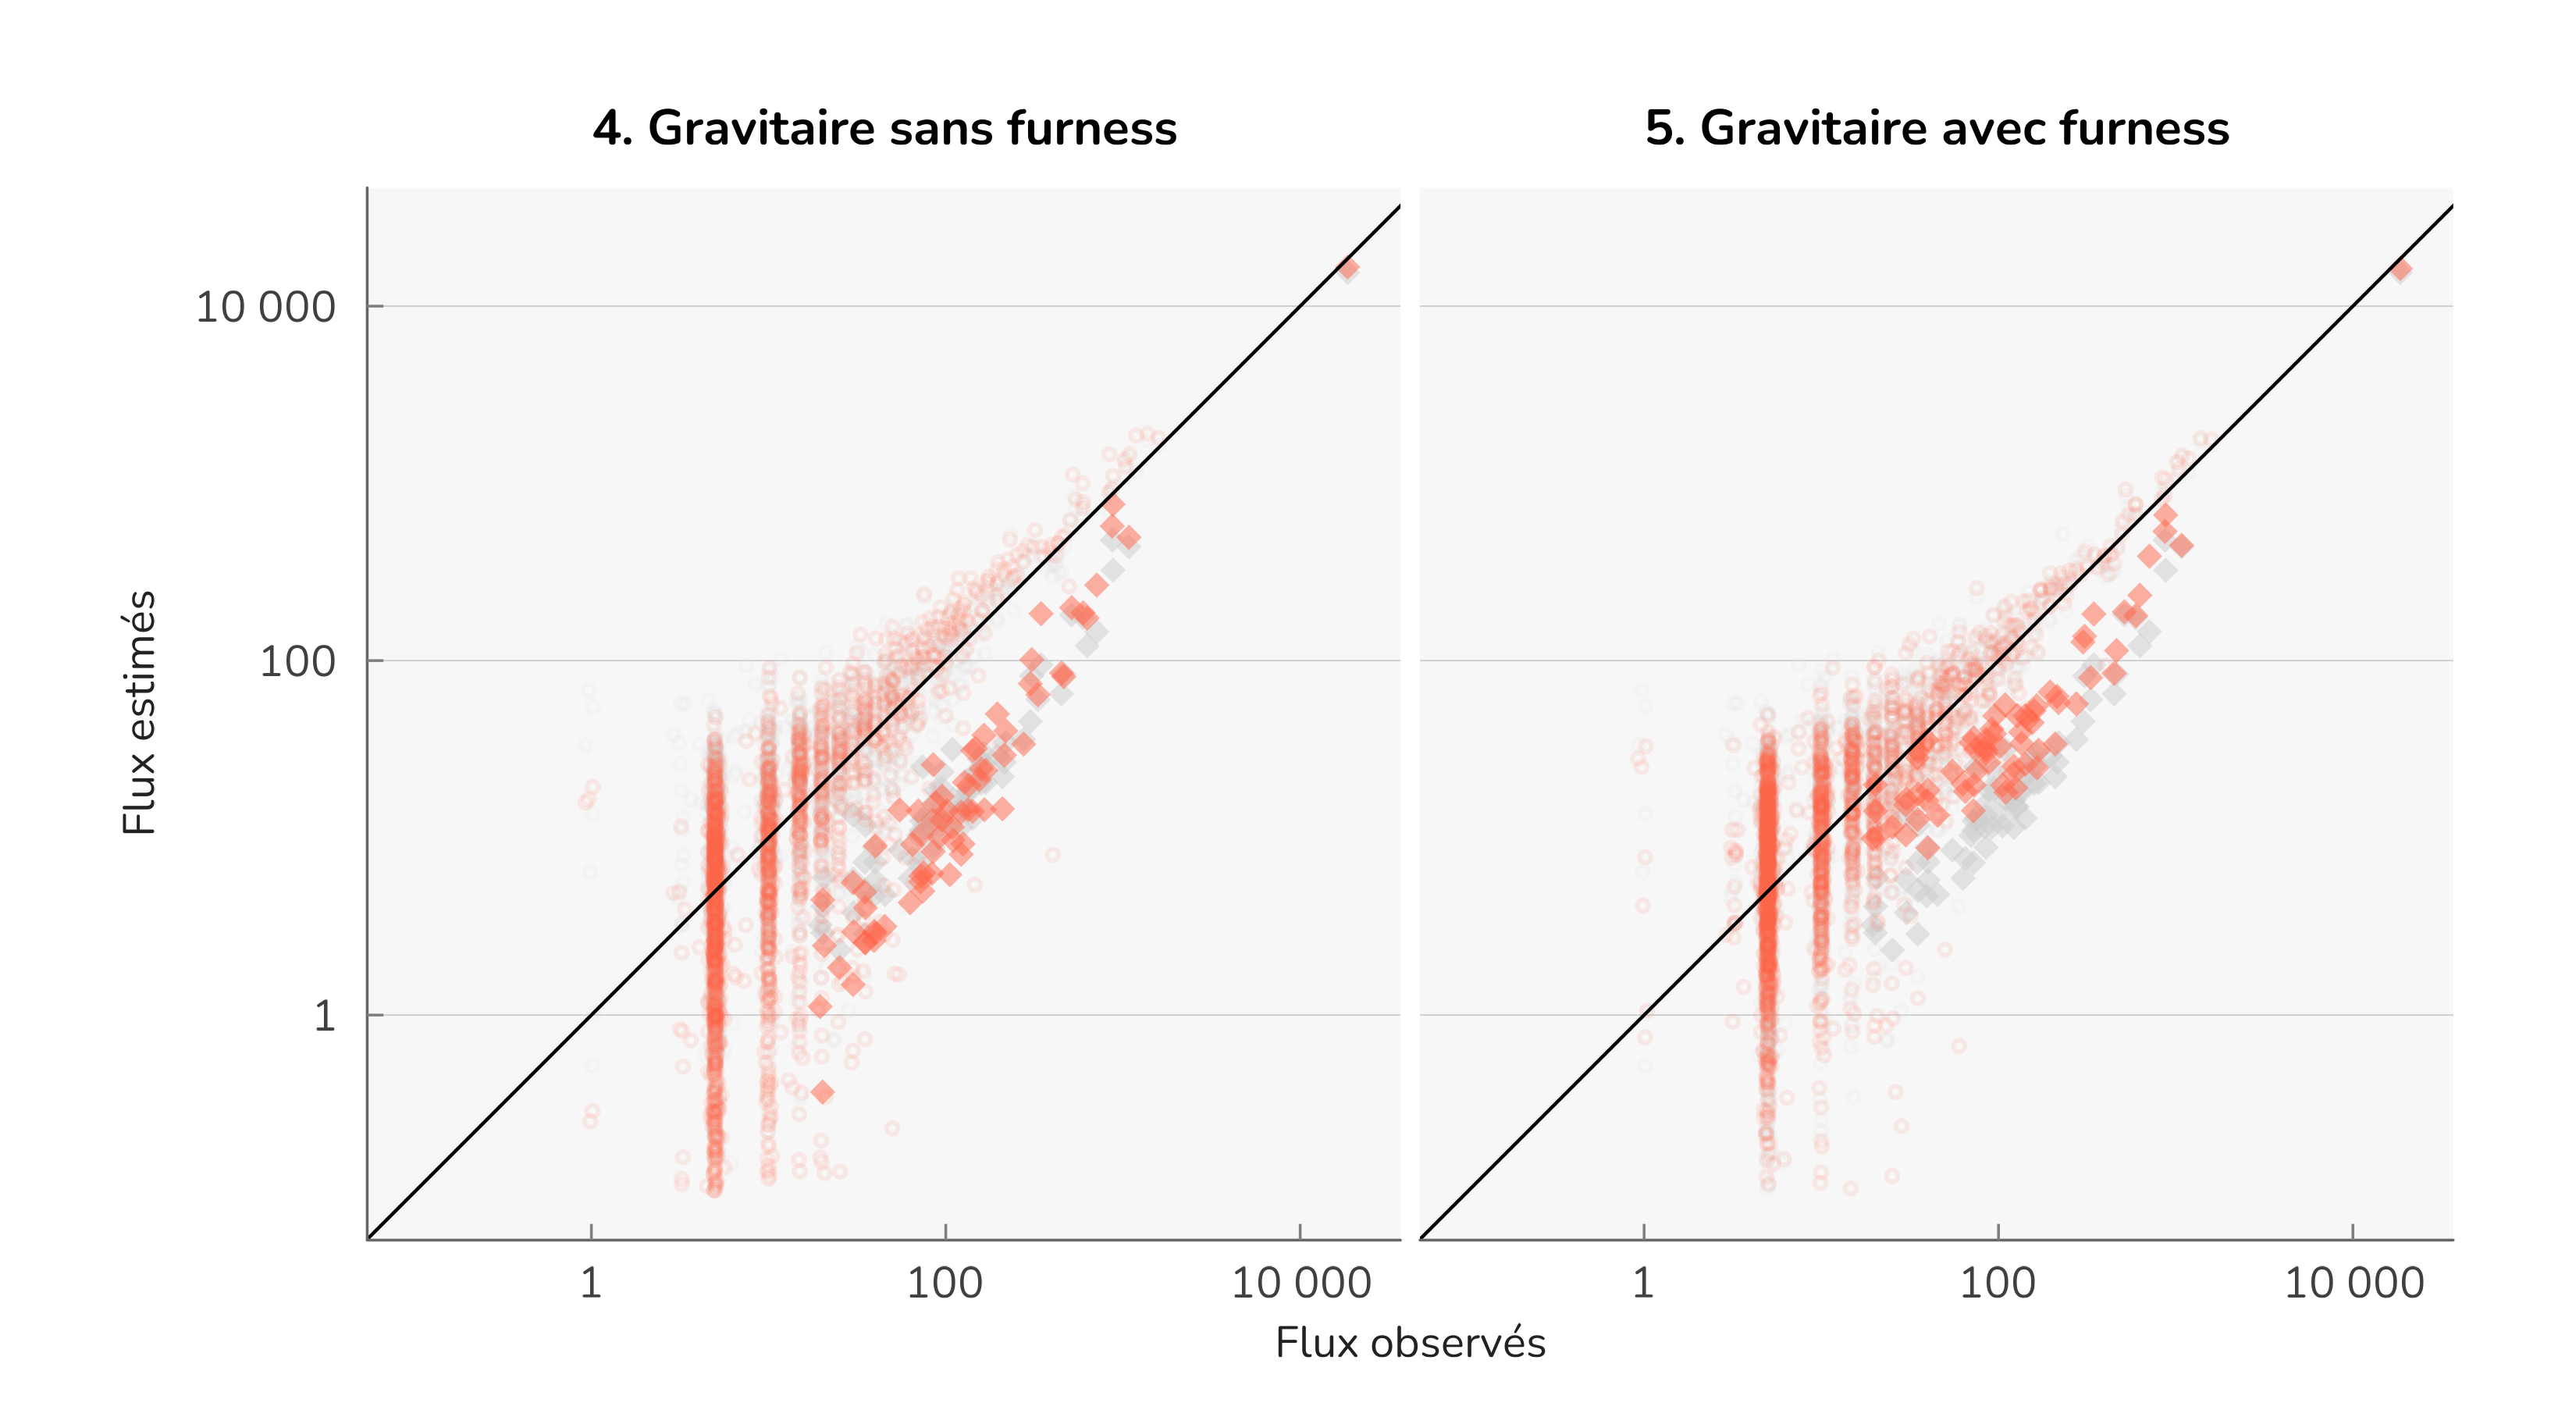 4. Gravitaire sans furness
5. Gravitaire avec furness
10 000
100
1
Flux estimés
1
100
10 000
1
100
10 000
Flux observés